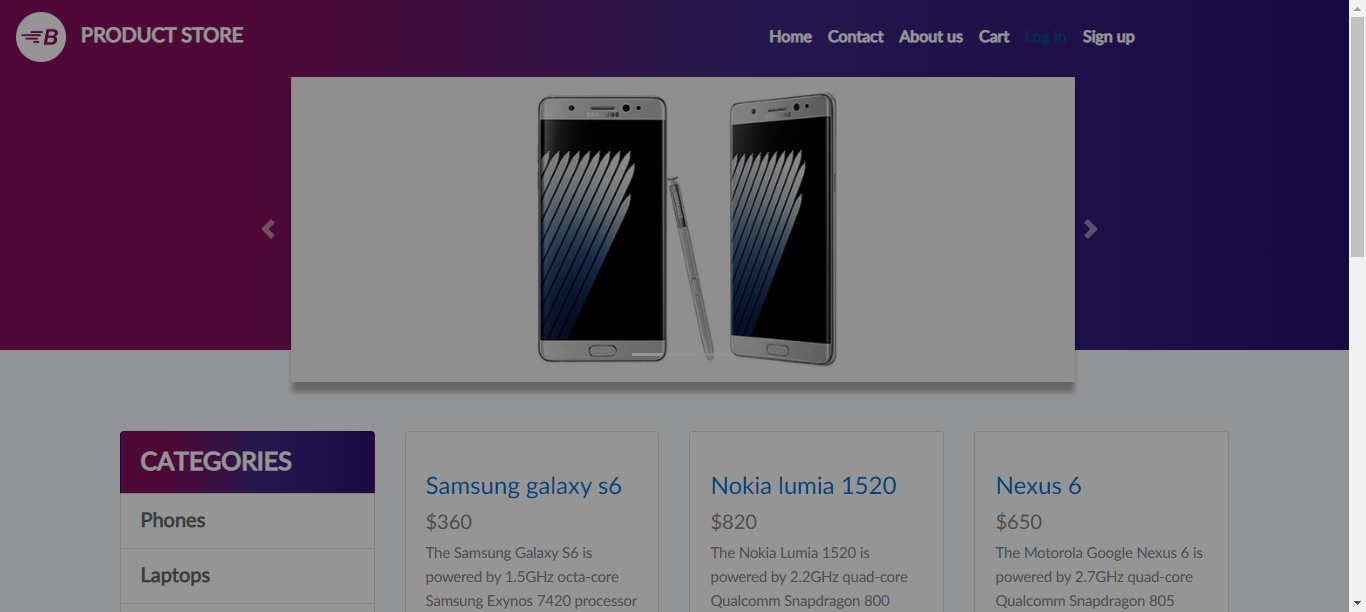 B PRODUCT STORE
Home Contact About us Cart Log in Sign up
SAMSUNG
CATEGORIES
Phones
Laptops
Samsung galaxy s6
$360
The Samsung Galaxy S6 is
powered by 1.5GHz octa-core
Samsung Exynos 7420 processor
Nokia lumia 1520
$820
The Nokia Lumia 1520 is
powered by 2.2GHz quad-core
Qualcomm Snapdragon 800
Nexus 6
$650
The Motorola Google Nexus 6 is
powered by 2.7GHz quad-core
Qualcomm Snapdragon 805